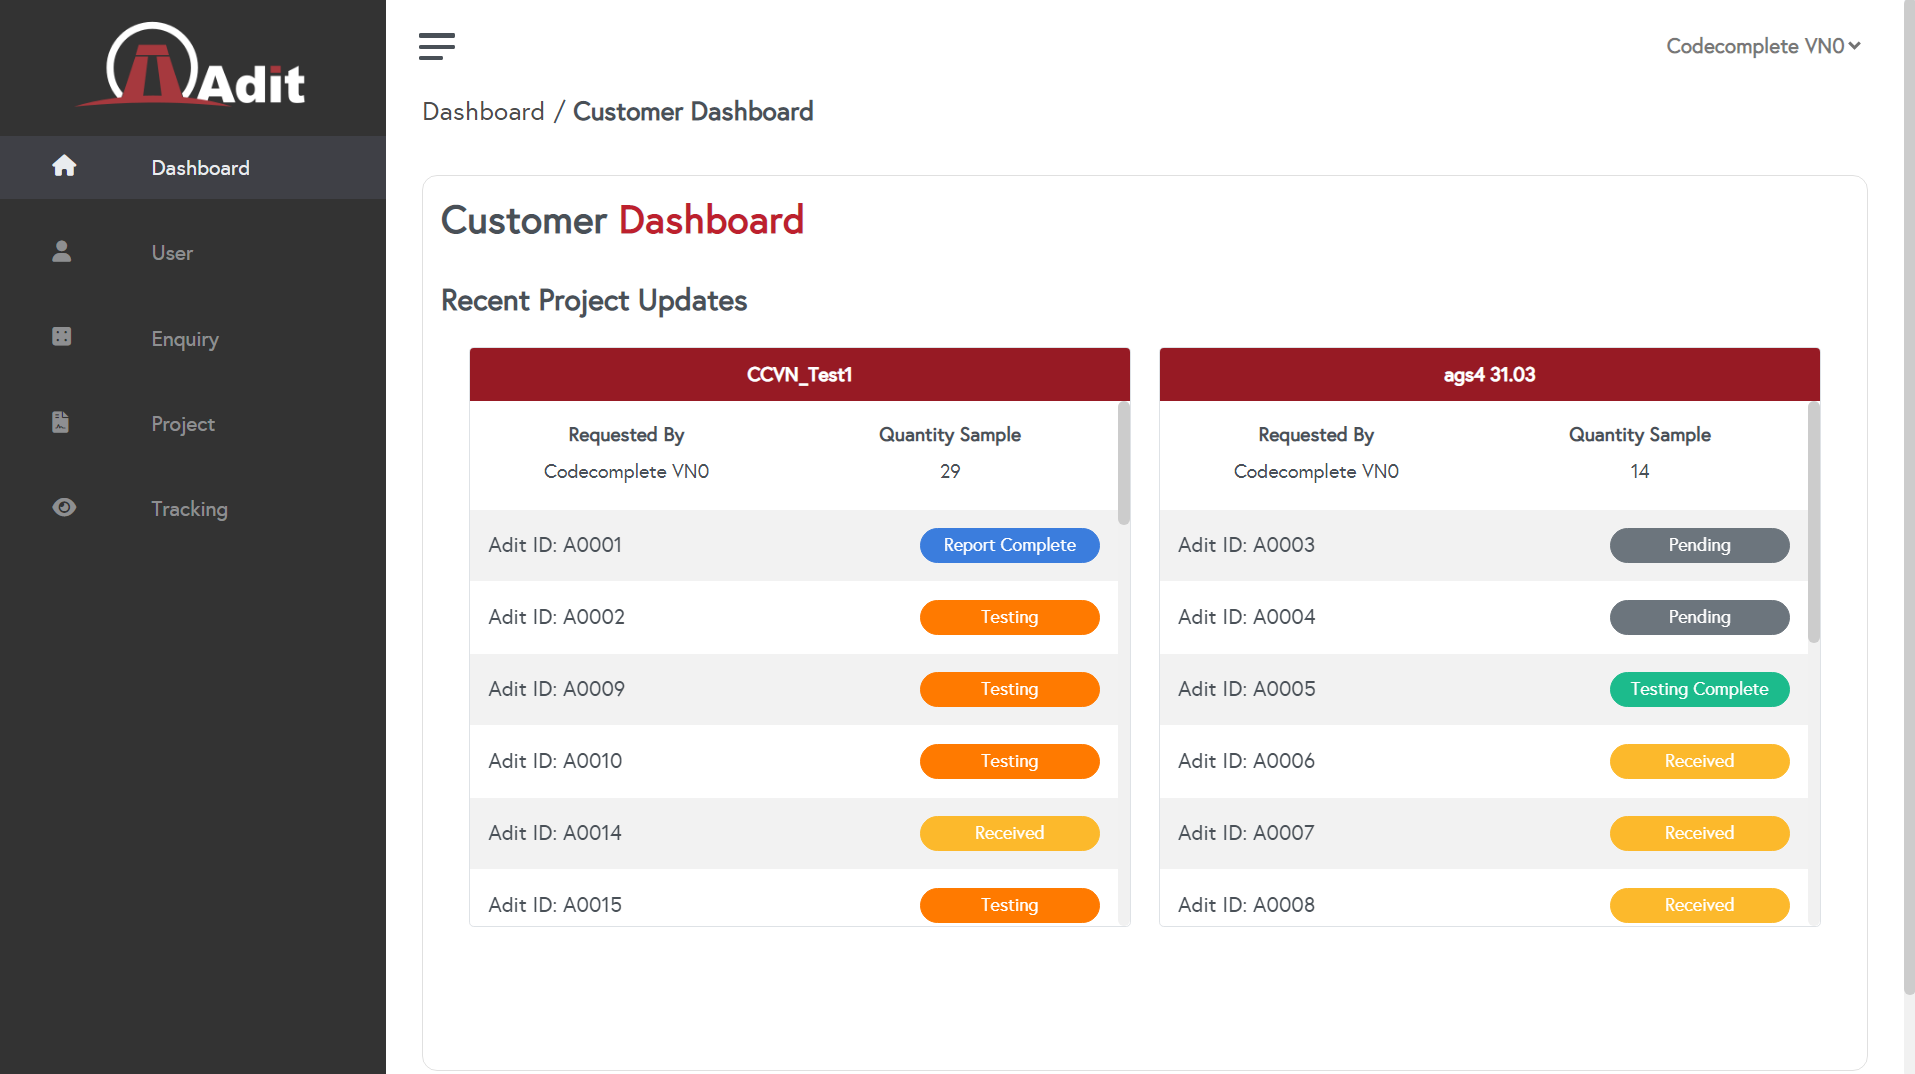 Adit
Dashboard
User
Enquiry
Project
Tracking
Codecomplete VN0
Dashboard / Customer Dashboard
Customer Dashboard
Recent Project Updates
CCVN_Test1
Requested By Quantity Sample
Codecomplete VN0 29
Adit ID: A0001 Report Complete
Adit ID: A0002 Testing
Adit ID: A0009 Testing
Adit ID: A0010 Testing
Adit ID: A0014 Received
Adit ID: A0015 Testing
ags4 31.03
Requested By Quantity Sample
Codecomplete VN0 14
Adit ID: A0003 Pending
Adit ID: A0004 Pending
Adit ID: A0005 Testing Complete
Adit ID: A0006 Received
Adit ID: A0007 Received
Adit ID: A0008 Received